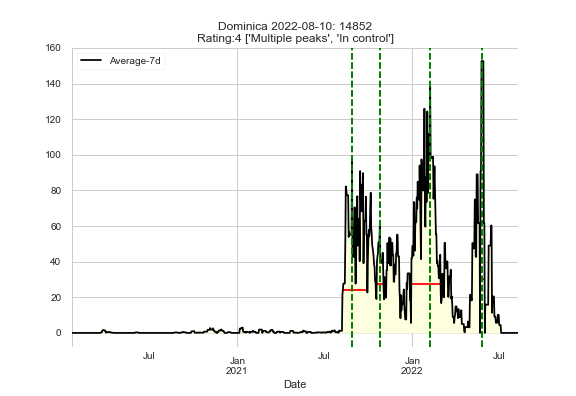 Dominica 2022-08-10: 14852
Rating:4 ['Multiple peaks', 'In control']
160
Average-7d
140
120
100
80
60
40
20
0
Jul
Jan
2021
Jul
Jan
2022
Jul
Date